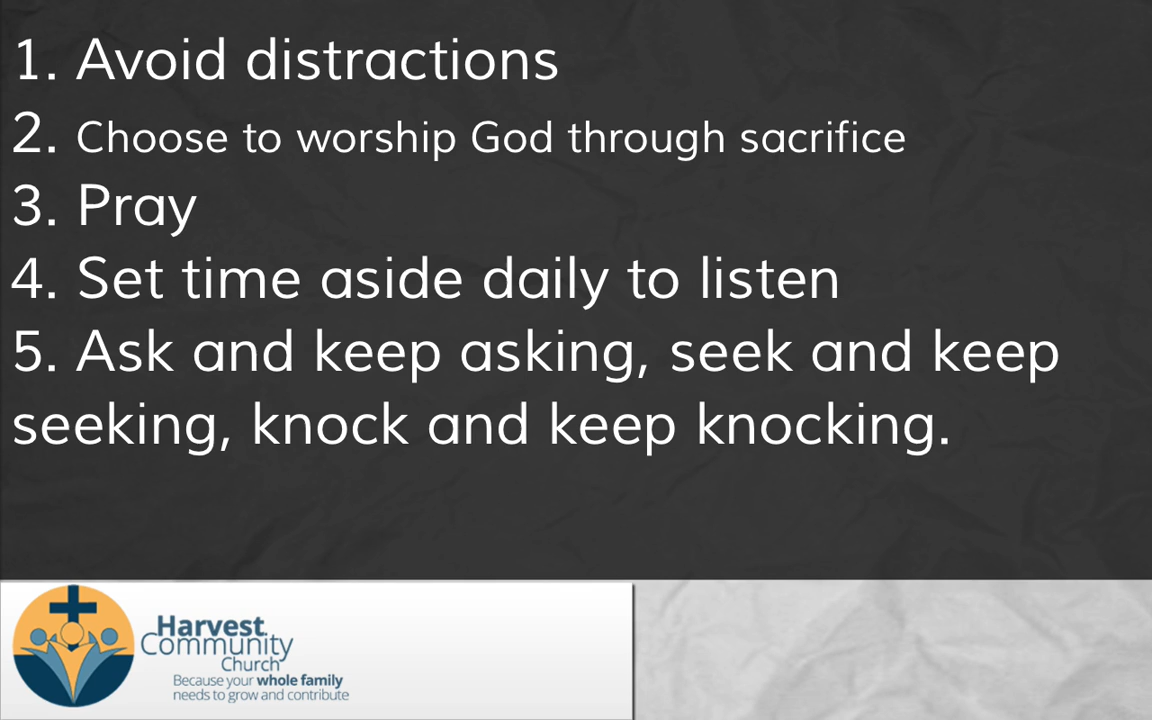 1. Avoid distractions
2. Choose to worship God through sacrifice
3. Pray
4. Set time aside daily to listen
5. Ask and keep asking, seek and keep
seeking, knock and keep knocking.
Harvest
Community
Church
Because your whole family
needs to grow and contribute